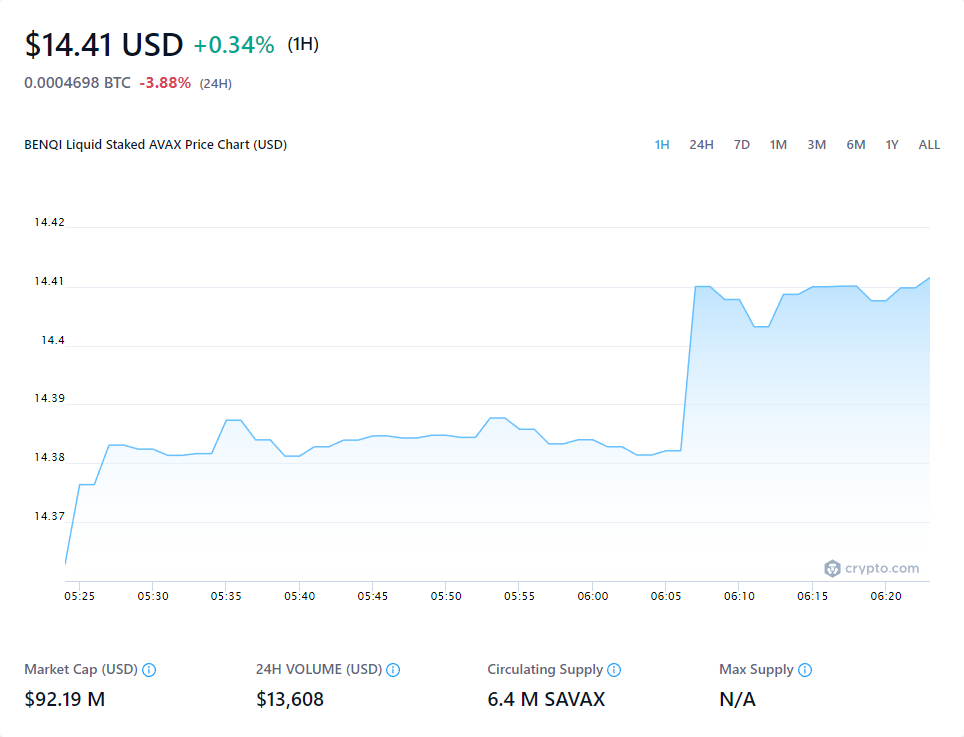 $14.41 USD +0.34% (1H)
0.0004698 BTC -3.88% (24H)
BENQI Liquid Staked AVAX Price Chart (USD)
1H 24H 7D 1M 3M 6M 1Y ALL
14.42
14.41
14.4
14.39
14.38
14.37
crypto.com
05:25 05:30 05:35 05:40 05:45 05:50 05:55 06:00 06:05 06:10 06:15 06:20
Market Cap (USD) 24H VOLUME (USD) Circulating Supply Max Supply
$92.19 M $13,608 6.4 M SAVAX N/A